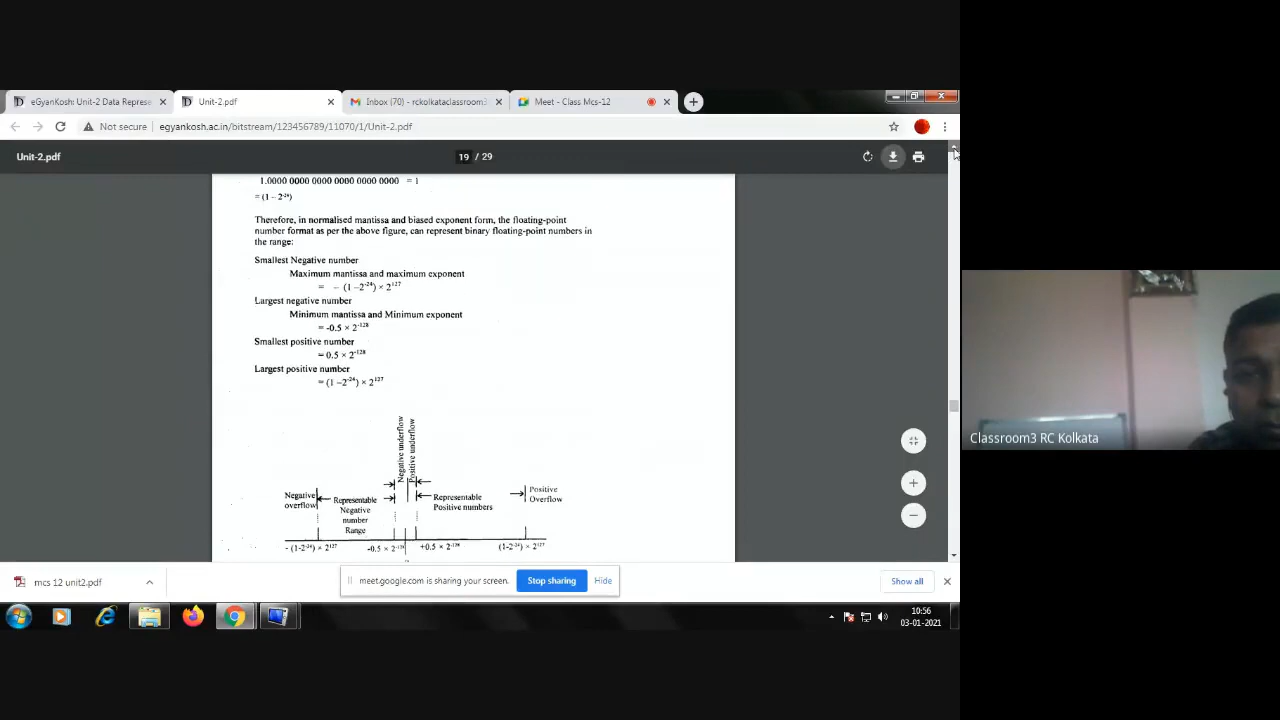 eGyanKosh: Unit-2 Data Represe
Unit-2.pdf
Inbox (70) - rckolkataclassroom3
Meet - Class Mcs-12
Not secure
egyankosh.ac.in/bitstream/123456789/11070/1/Unit-2.pdf
Unit-2.pdf
19 / 29
1.0000 0000 0000 0000 0000 0000 = 1
= (1 – 2⁻²⁴)
Therefore, in normalised mantissa and biased exponent form, the floating-point
number format as per the above figure, can represent binary floating-point numbers in
the range:
Smallest Negative number
Maximum mantissa and maximum exponent
= – (1 –2⁻²⁴) × 2¹²⁷
Largest negative number
Minimum mantissa and Minimum exponent
= -0.5 × 2⁻¹²⁸
Smallest positive number
= 0.5 × 2⁻¹²⁸
Largest positive number
= (1 –2⁻²⁴) × 2¹²⁷
Negative underflow
Positive underflow
Negative
overflow
Representable
Negative
number
Range
Representable
Positive numbers
Positive
Overflow
- (1-2⁻²⁴) × 2¹²⁷
-0.5 × 2⁻¹²⁸
+0.5 × 2⁻¹²⁸
(1-2⁻²⁴) × 2¹²⁷
Classroom3 RC Kolkata
mcs 12 unit2.pdf
meet.google.com is sharing your screen.
Stop sharing
Hide
Show all
10:56
03-01-2021